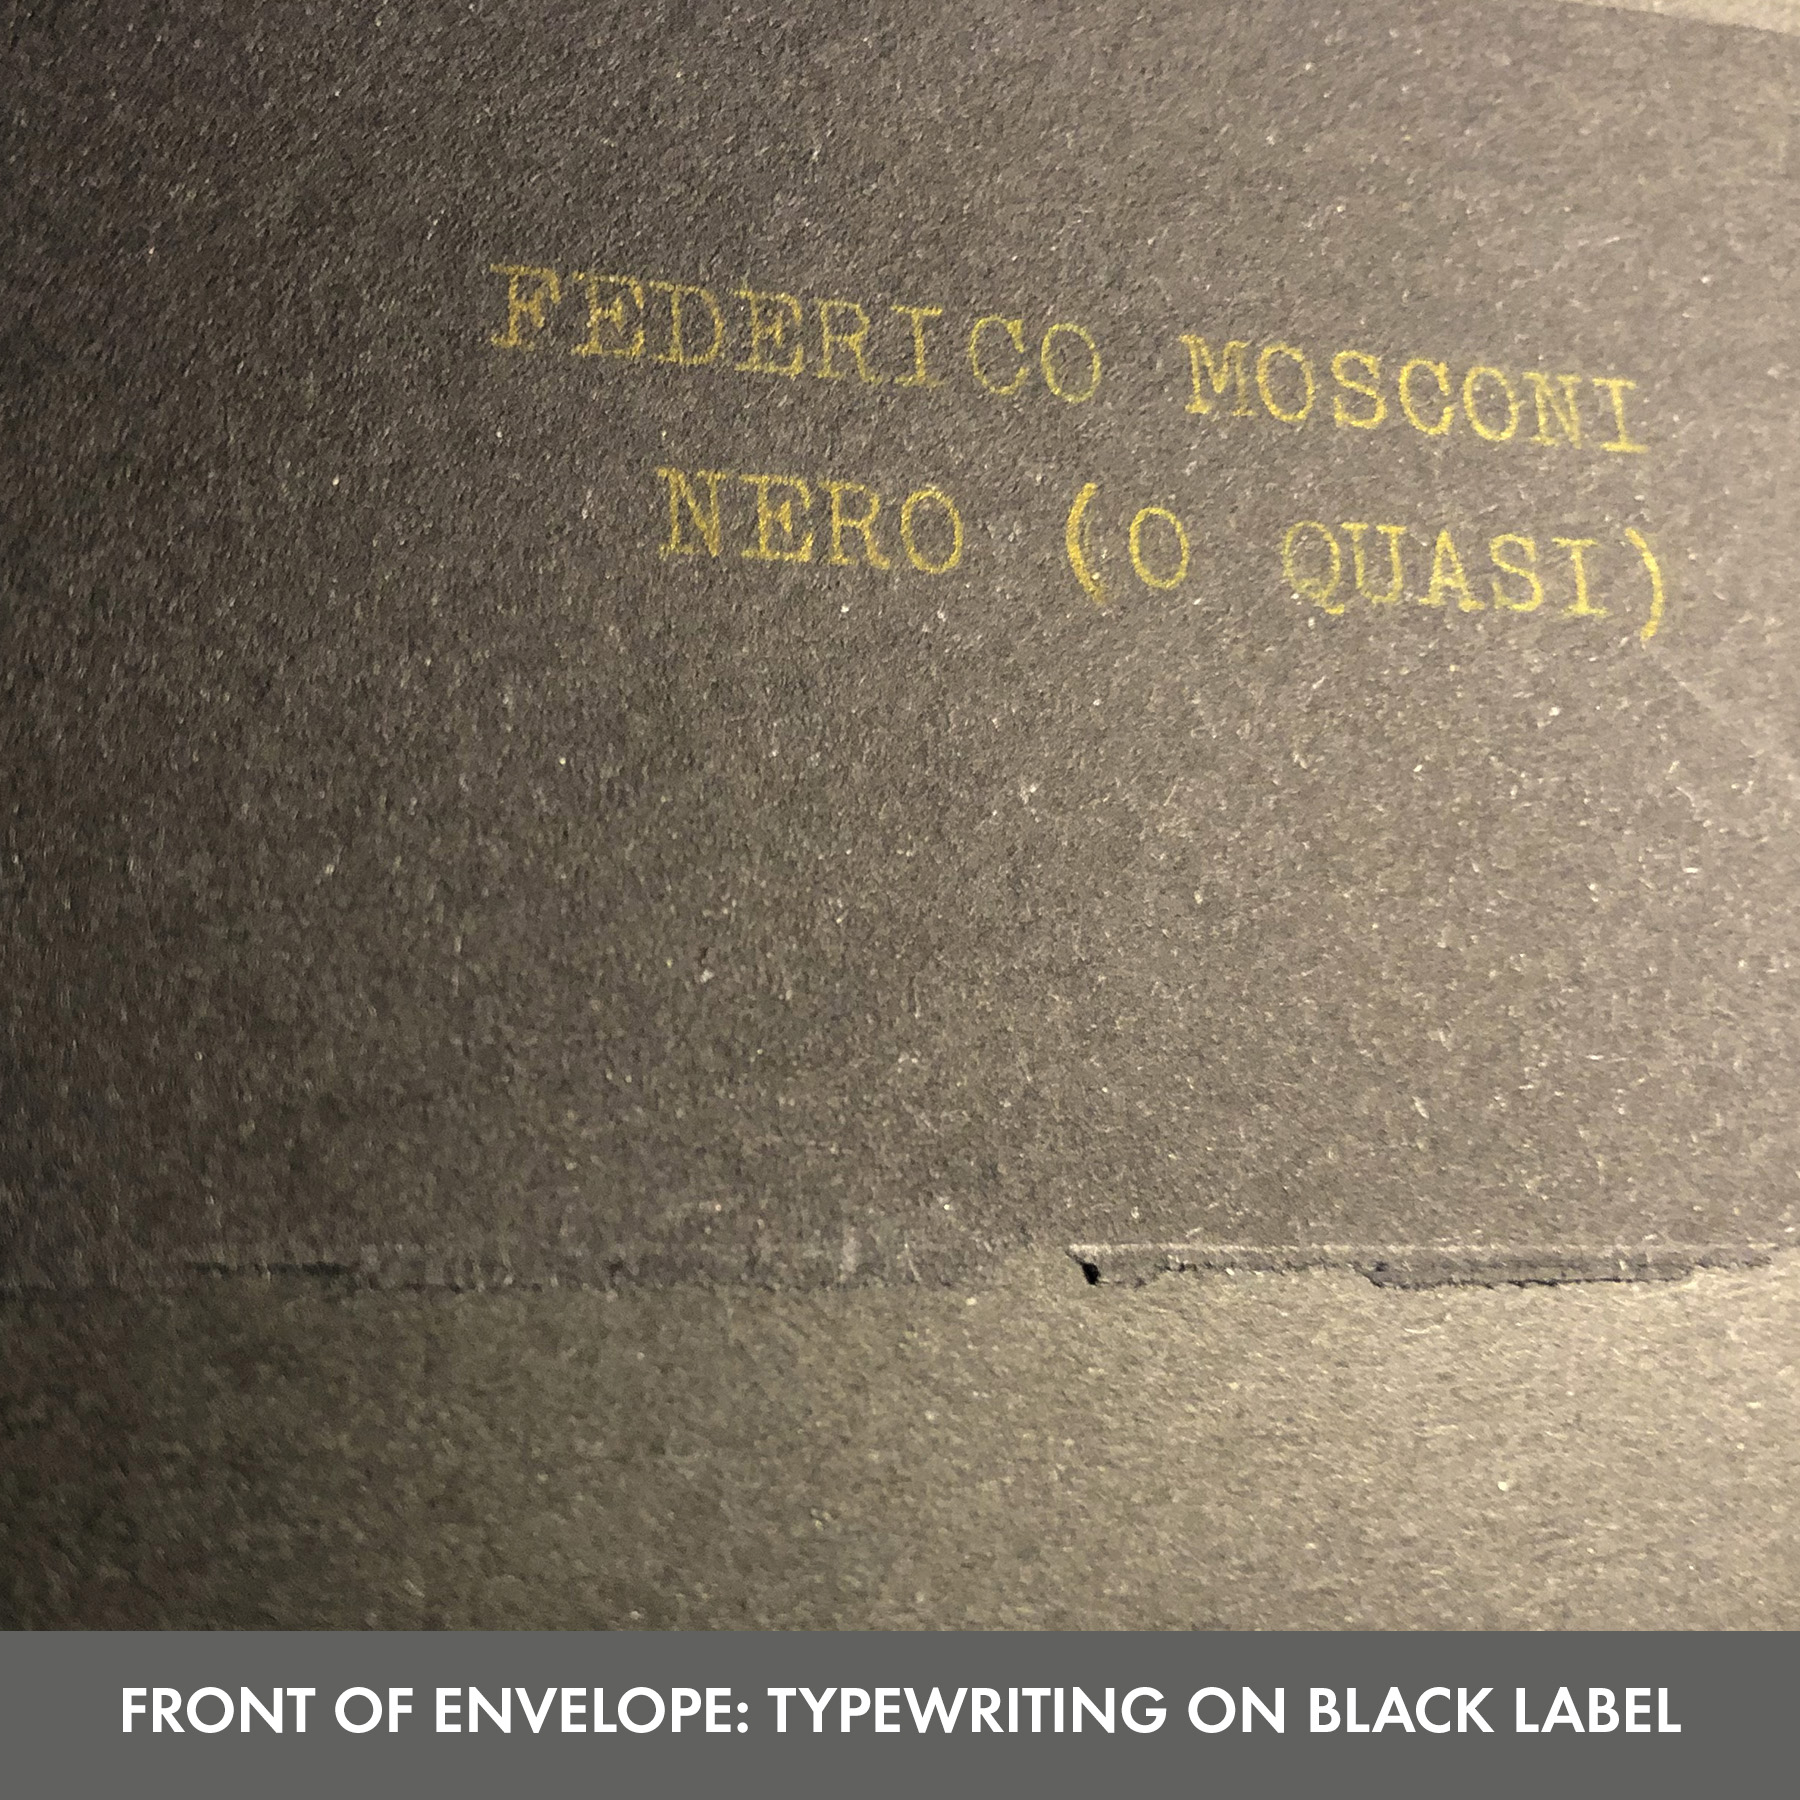 FEDERICO MOSCONI
NERO (O QUASI)
FRONT OF ENVELOPE: TYPEWRITING ON BLACK LABEL